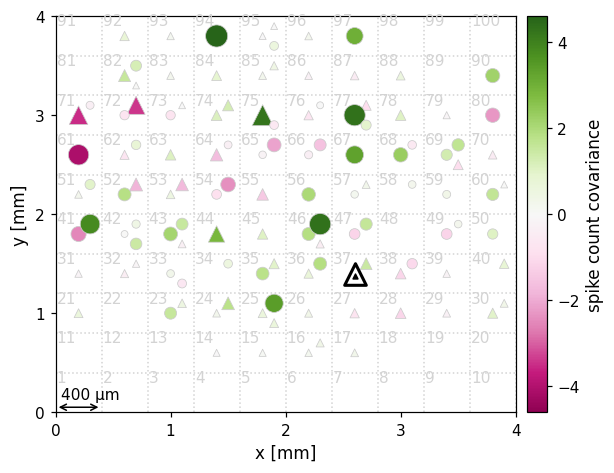 91 92 93 94 95 96 97 98 99 100
81 82 83 84 85 86 87 88 89 90
71 72 73 74 75 76 77 78 79 80
61 62 63 64 65 66 67 68 69 70
51 52 53 54 55 56 57 58 59 60
41 42 43 44 45 46 47 48 49 50
31 32 33 34 35 36 37 38 39 40
21 22 23 24 25 26 27 28 29 30
11 12 13 14 15 16 17 18 19 20
1 2 3 4 5 6 7 8 9 10
400 μm
0 1 2 3 4
x [mm]
0
1
2
3
4
y [mm]
4
2
0
−2
−4
spike count covariance